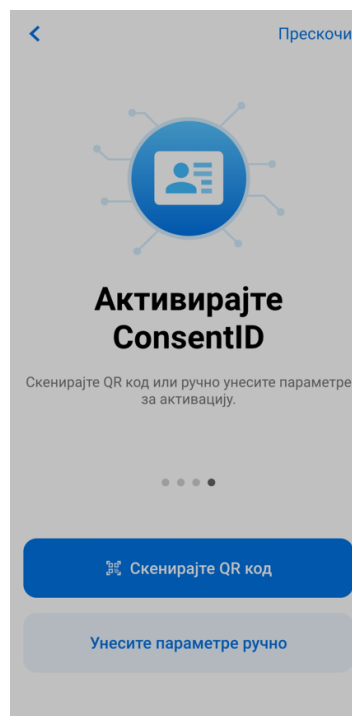 Прескочи
Активирајте
ConsentID
Скенирајте QR код или ручно унесите параметре
за активацију.
Скенирајте QR код
Унесите параметре ручно